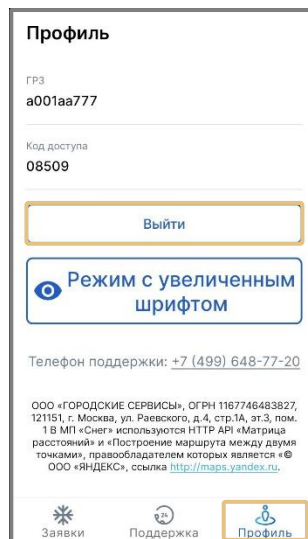 Профиль
ГРЗ
а001аа777
Код доступа
08509
Выйти
Режим с увеличенным
шрифтом
Телефон поддержки: +7 (499) 648-77-20
ООО «ГОРОДСКИЕ СЕРВИСЫ», ОГРН 1167746483827,
121151, г. Москва, ул. Раевского, д.4, стр.1А, эт.3, пом.
1 В МП «Снег» используются HTTP API «Матрица
расстояний» и «Построение маршрута между двумя
точками», правообладателем которых является «©
ООО «ЯНДЕКС», ссылка http://maps.yandex.ru.
24
Заявки Поддержка Профиль